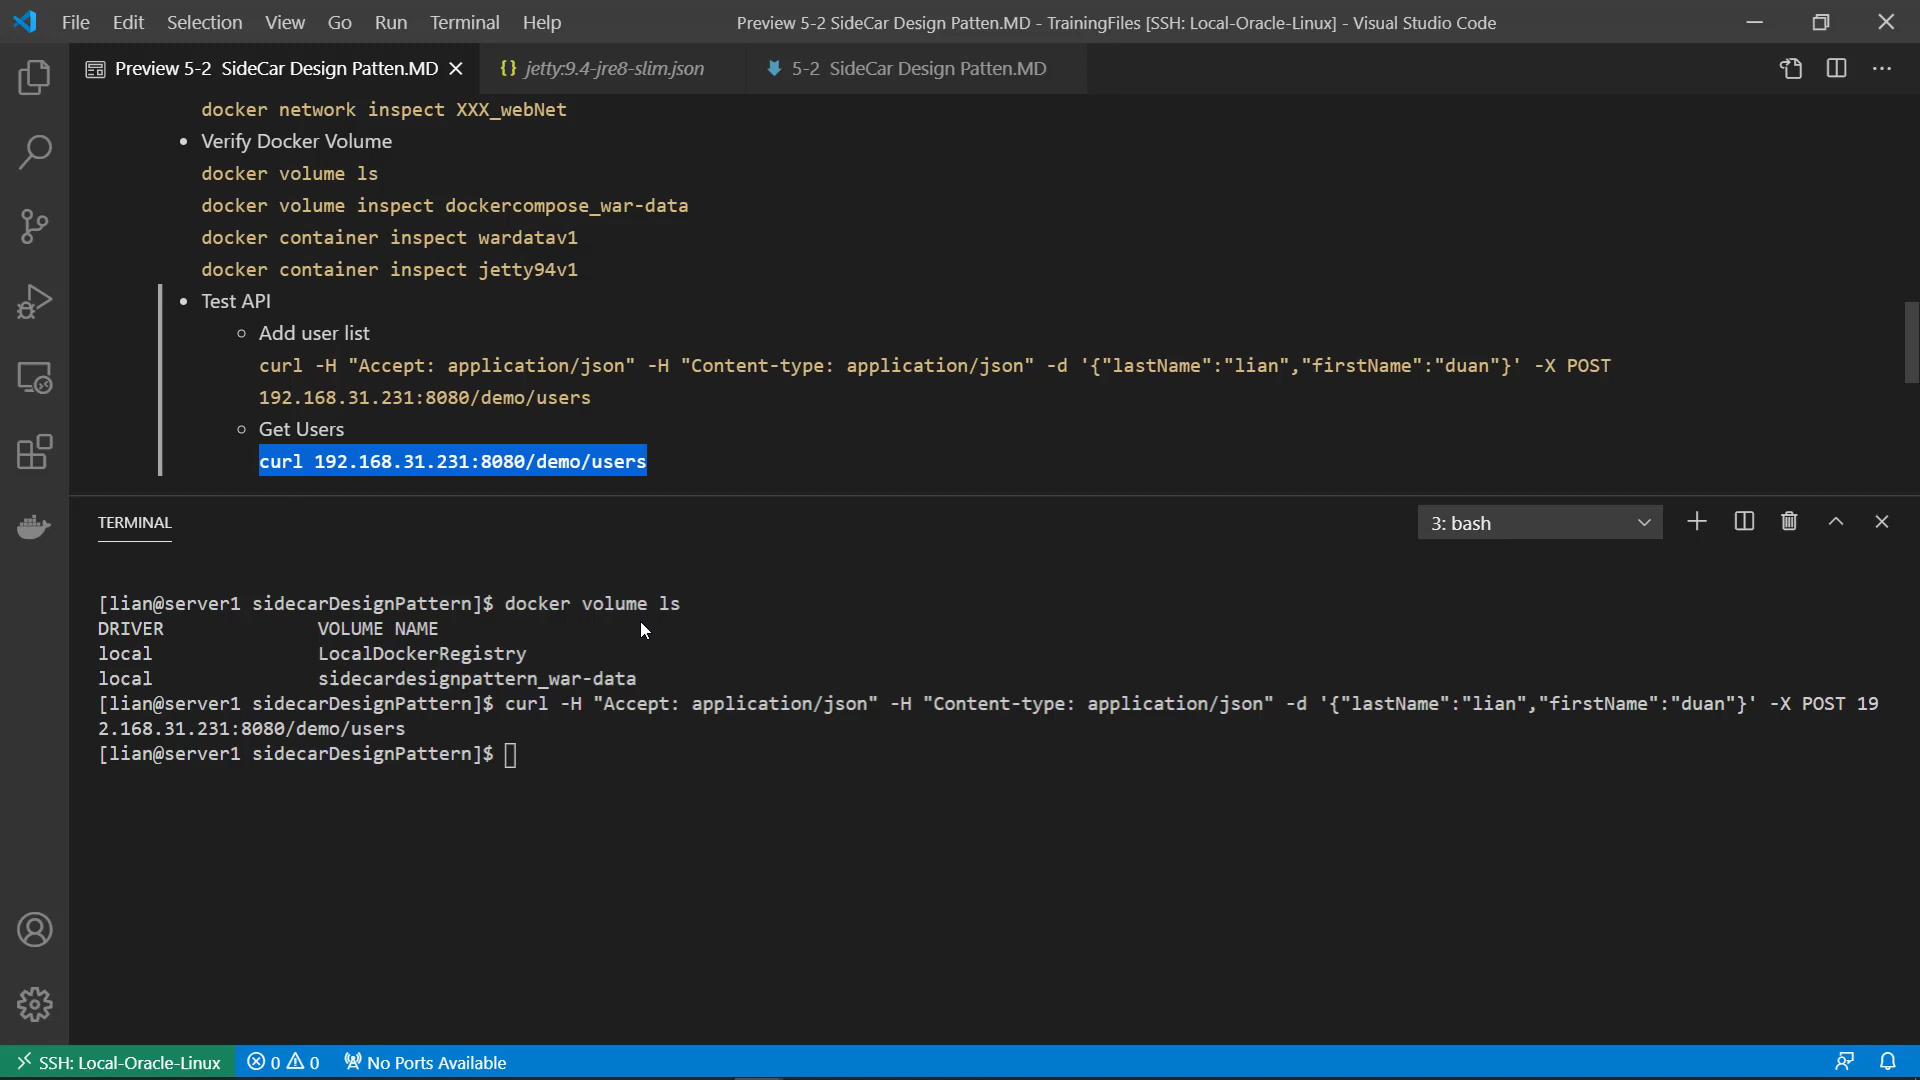 File Edit Selection View Go Run Terminal Help Preview 5-2 SideCar Design Patten.MD - TrainingFiles [SSH: Local-Oracle-Linux] - Visual Studio Code
Preview 5-2 SideCar Design Patten.MD {} jetty:9.4-jre8-slim.json 5-2 SideCar Design Patten.MD
docker network inspect XXX_webNet
• Verify Docker Volume
docker volume ls
docker volume inspect dockercompose_war-data
docker container inspect wardatav1
docker container inspect jetty94v1
• Test API
○ Add user list
curl -H "Accept: application/json" -H "Content-type: application/json" -d '{"lastName":"lian","firstName":"duan"}' -X POST
192.168.31.231:8080/demo/users
○ Get Users
curl 192.168.31.231:8080/demo/users
TERMINAL 3: bash
[lian@server1 sidecarDesignPattern]$ docker volume ls
DRIVER VOLUME NAME
local LocalDockerRegistry
local sidecardesignpattern_war-data
[lian@server1 sidecarDesignPattern]$ curl -H "Accept: application/json" -H "Content-type: application/json" -d '{"lastName":"lian","firstName":"duan"}' -X POST 19
2.168.31.231:8080/demo/users
[lian@server1 sidecarDesignPattern]$
SSH: Local-Oracle-Linux 0 0 No Ports Available